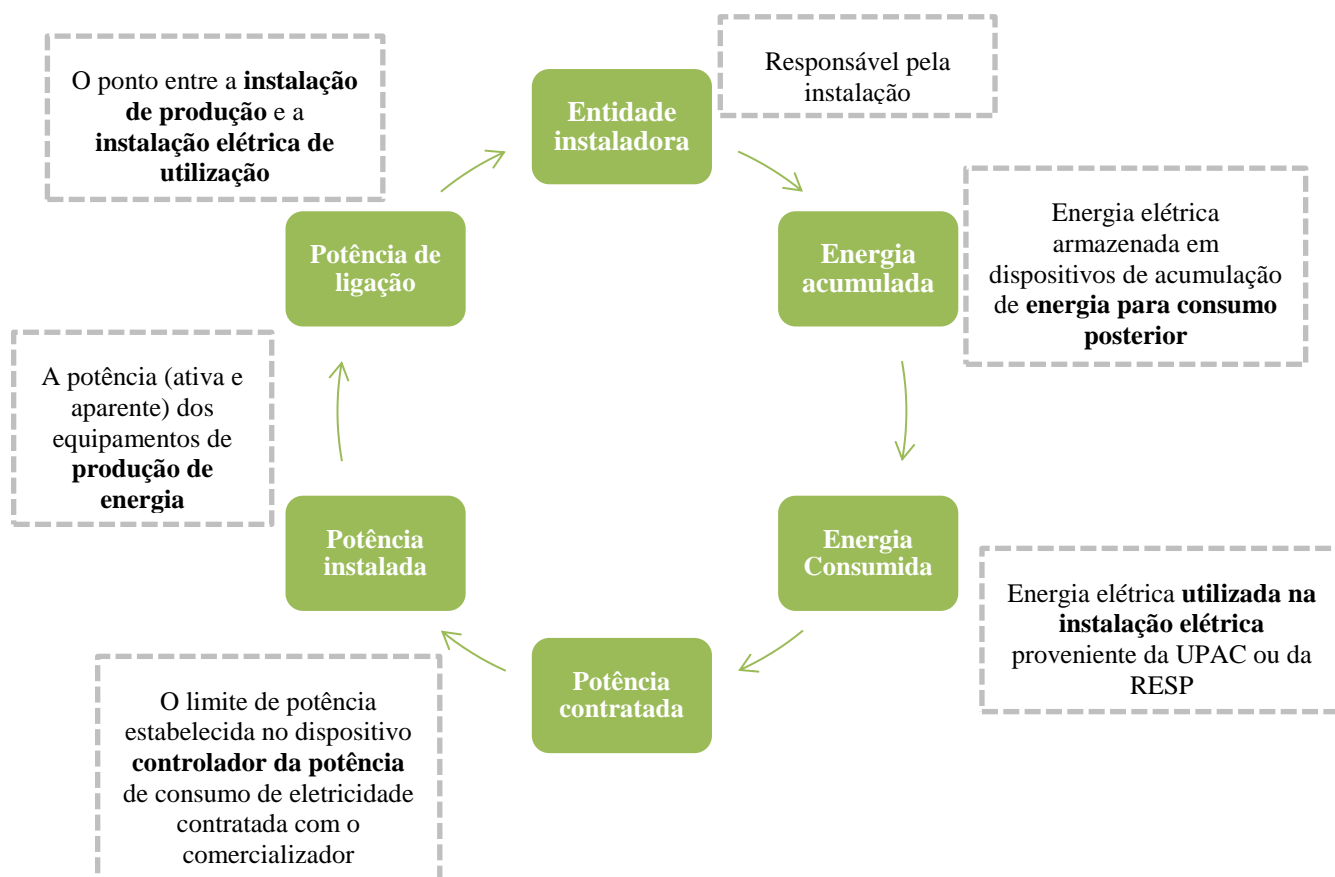 O ponto entre a instalação
de produção e a
instalação elétrica de
utilização
Entidade
instaladora
Responsável pela
instalação
Potência de
ligação
Energia
acumulada
Energia elétrica
armazenada em
dispositivos de acumulação
de energia para consumo
posterior
A potência (ativa e
aparente) dos
equipamentos de
produção de
energia
Potência
instalada
Energia
Consumida
Energia elétrica utilizada na
instalação elétrica
proveniente da UPAC ou da
RESP
Potência
contratada
O limite de potência
estabelecida no dispositivo
controlador da potência
de consumo de eletricidade
contratada com o
comercializador